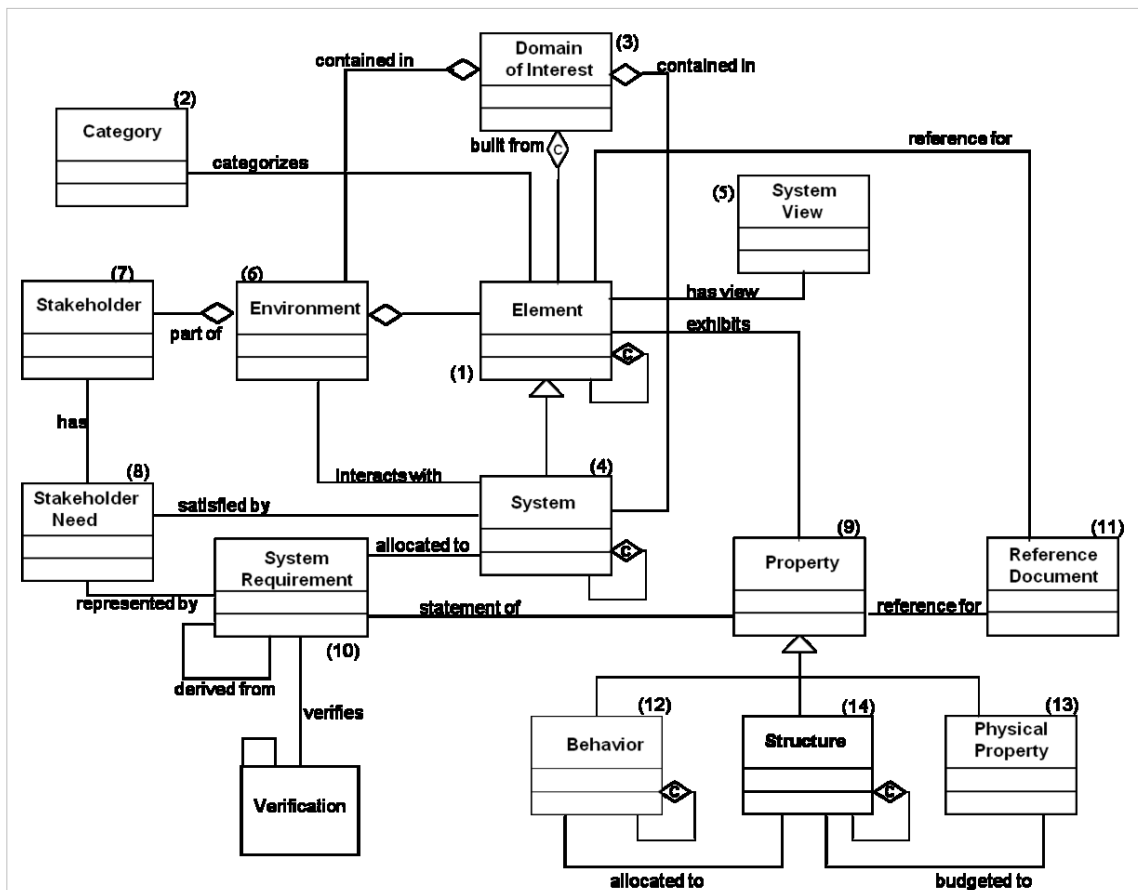 (3)
Domain
of Interest
contained in
contained in
(2)
Category
built from
C
reference for
categorizes
(5)
System
View
(7)
Stakeholder
(6)
Environment
Element
has view
part of
exhibits
C
(1)
has
interacts with
(4)
System
(8)
Stakeholder
Need
satisfied by
allocated to
C
System
Requirement
(9)
Property
(11)
Reference
Document
represented by
statement of
reference for
(10)
derived from
verifies
(12)
Behavior
C
(14)
Structure
C
(13)
Physical
Property
Verification
allocated to
budgeted to